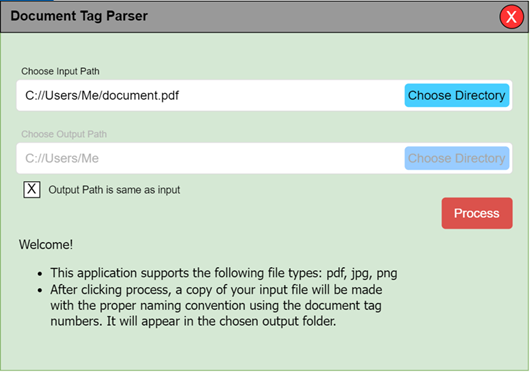 Document Tag Parser X
Choose Input Path
C://Users/Me/document.pdf Choose Directory
Choose Output Path
C://Users/Me Choose Directory
X Output Path is same as input
Process
Welcome!
• This application supports the following file types: pdf, jpg, png
• After clicking process, a copy of your input file will be made
with the proper naming convention using the document tag
numbers. It will appear in the chosen output folder.